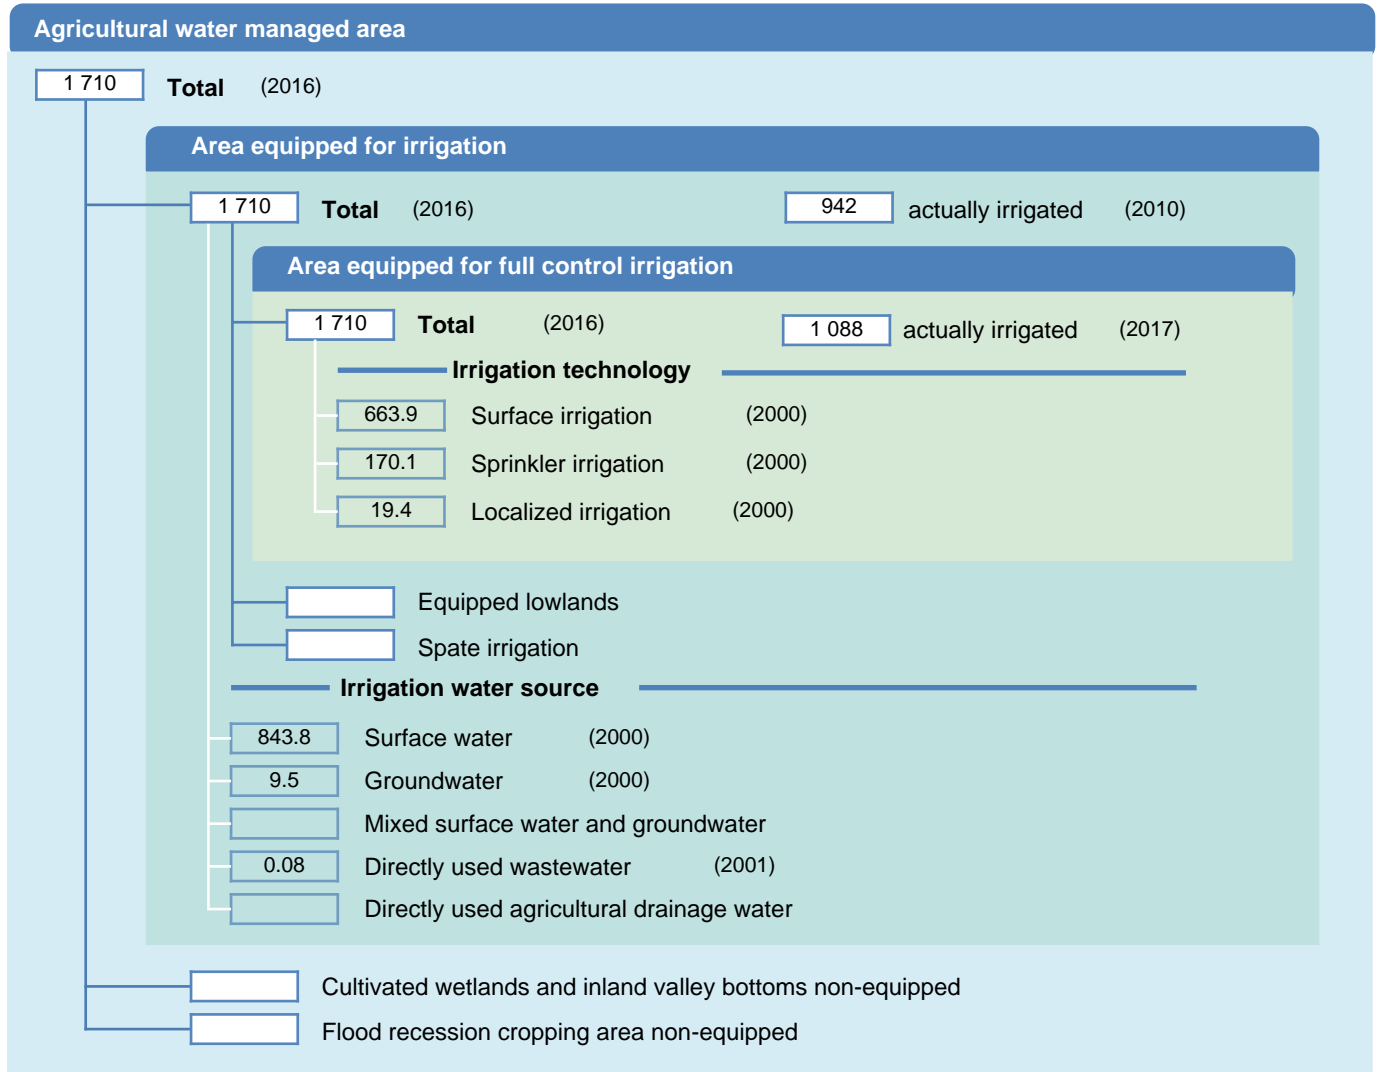 Agricultural water managed area
1 710 Total (2016)
Area equipped for irrigation
1 710 Total (2016) 942 actually irrigated (2010)
Area equipped for full control irrigation
1 710 Total (2016) 1 088 actually irrigated (2017)
Irrigation technology
663.9 Surface irrigation (2000)
170.1 Sprinkler irrigation (2000)
19.4 Localized irrigation (2000)
Equipped lowlands
Spate irrigation
Irrigation water source
843.8 Surface water (2000)
9.5 Groundwater (2000)
Mixed surface water and groundwater
0.08 Directly used wastewater (2001)
Directly used agricultural drainage water
Cultivated wetlands and inland valley bottoms non-equipped
Flood recession cropping area non-equipped